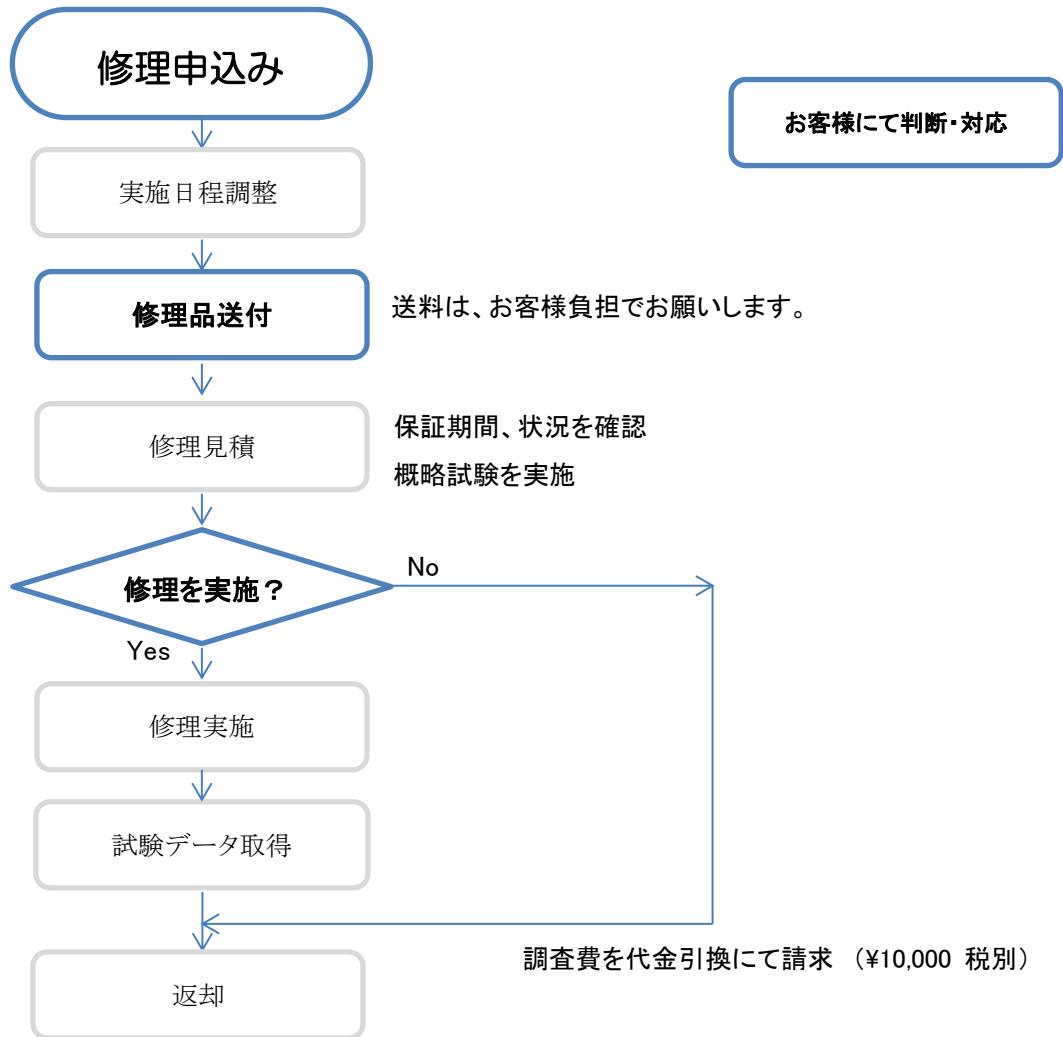 修理申込み
お客様にて判断・対応
実施日程調整
修理品送付
送料は、お客様負担でお願いします。
修理見積
保証期間、状況を確認
概略試験を実施
修理を実施？
No
Yes
修理実施
試験データ取得
調査費を代金引換にて請求 （¥10,000 税別）
返却